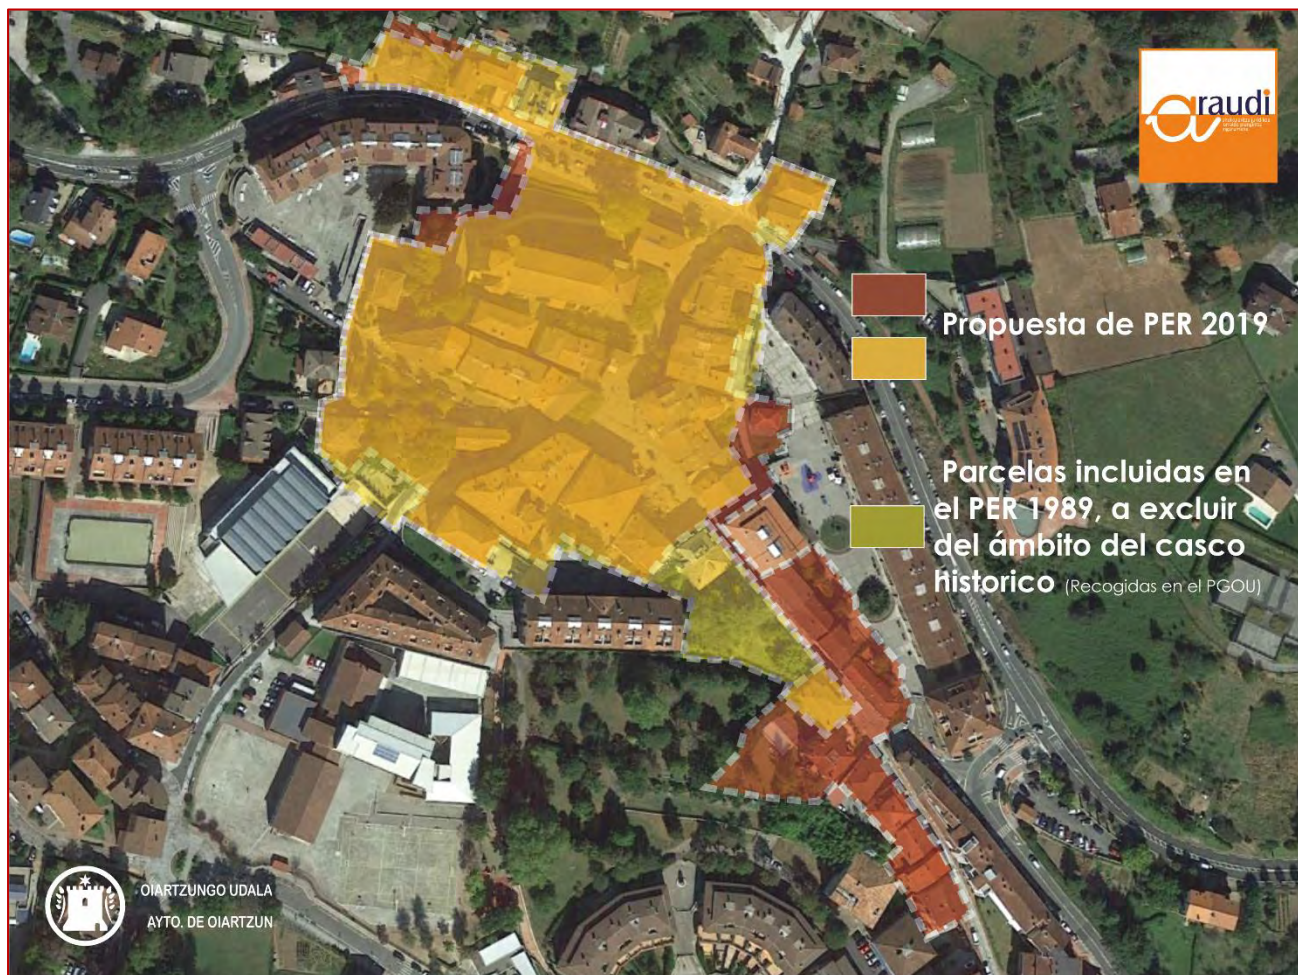 araudi
Propuesta de PER 2019
Parcelas incluidas en
el PER 1989, a excluir
del ámbito del casco
historico (Recogidas en el PGOU)
OIARTZUNGO UDALA
AYTO. DE OIARTZUN